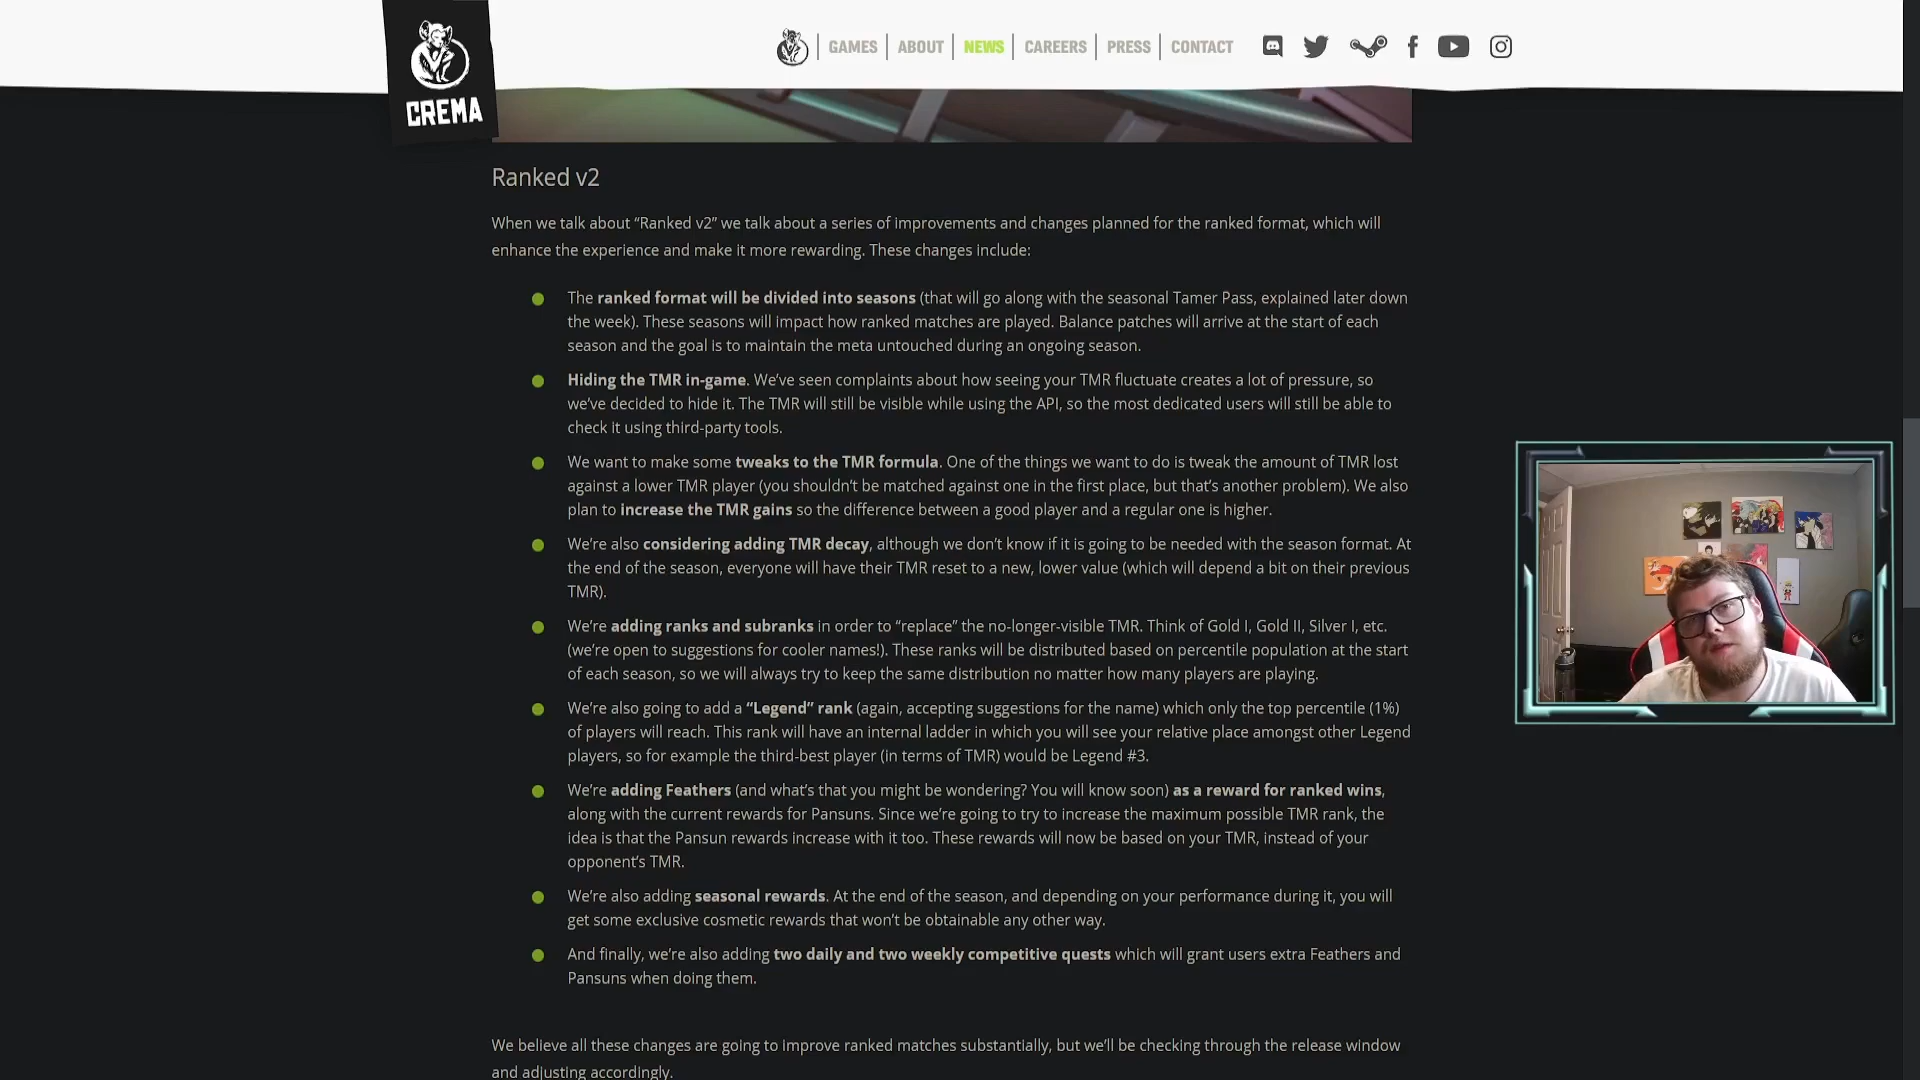 CREMA
GAMES
ABOUT
NEWS
CAREERS
PRESS
CONTACT
Ranked v2
When we talk about “Ranked v2” we talk about a series of improvements and changes planned for the ranked format, which will
enhance the experience and make it more rewarding. These changes include:
The ranked format will be divided into seasons (that will go along with the seasonal Tamer Pass, explained later down
the week). These seasons will impact how ranked matches are played. Balance patches will arrive at the start of each
season and the goal is to maintain the meta untouched during an ongoing season.
Hiding the TMR in-game. We’ve seen complaints about how seeing your TMR fluctuate creates a lot of pressure, so
we’ve decided to hide it. The TMR will still be visible while using the API, so the most dedicated users will still be able to
check it using third-party tools.
We want to make some tweaks to the TMR formula. One of the things we want to do is tweak the amount of TMR lost
against a lower TMR player (you shouldn’t be matched against one in the first place, but that’s another problem). We also
plan to increase the TMR gains so the difference between a good player and a regular one is higher.
We’re also considering adding TMR decay, although we don’t know if it is going to be needed with the season format. At
the end of the season, everyone will have their TMR reset to a new, lower value (which will depend a bit on their previous
TMR).
We’re adding ranks and subranks in order to “replace” the no-longer-visible TMR. Think of Gold I, Gold II, Silver I, etc.
(we’re open to suggestions for cooler names!). These ranks will be distributed based on percentile population at the start
of each season, so we will always try to keep the same distribution no matter how many players are playing.
We’re also going to add a “Legend” rank (again, accepting suggestions for the name) which only the top percentile (1%)
of players will reach. This rank will have an internal ladder in which you will see your relative place amongst other Legend
players, so for example the third-best player (in terms of TMR) would be Legend #3.
We’re adding Feathers (and what’s that you might be wondering? You will know soon) as a reward for ranked wins,
along with the current rewards for Pansuns. Since we’re going to try to increase the maximum possible TMR rank, the
idea is that the Pansun rewards increase with it too. These rewards will now be based on your TMR, instead of your
opponent’s TMR.
We’re also adding seasonal rewards. At the end of the season, and depending on your performance during it, you will
get some exclusive cosmetic rewards that won’t be obtainable any other way.
And finally, we’re also adding two daily and two weekly competitive quests which will grant users extra Feathers and
Pansuns when doing them.
We believe all these changes are going to improve ranked matches substantially, but we’ll be checking through the release window
and adjusting accordingly.